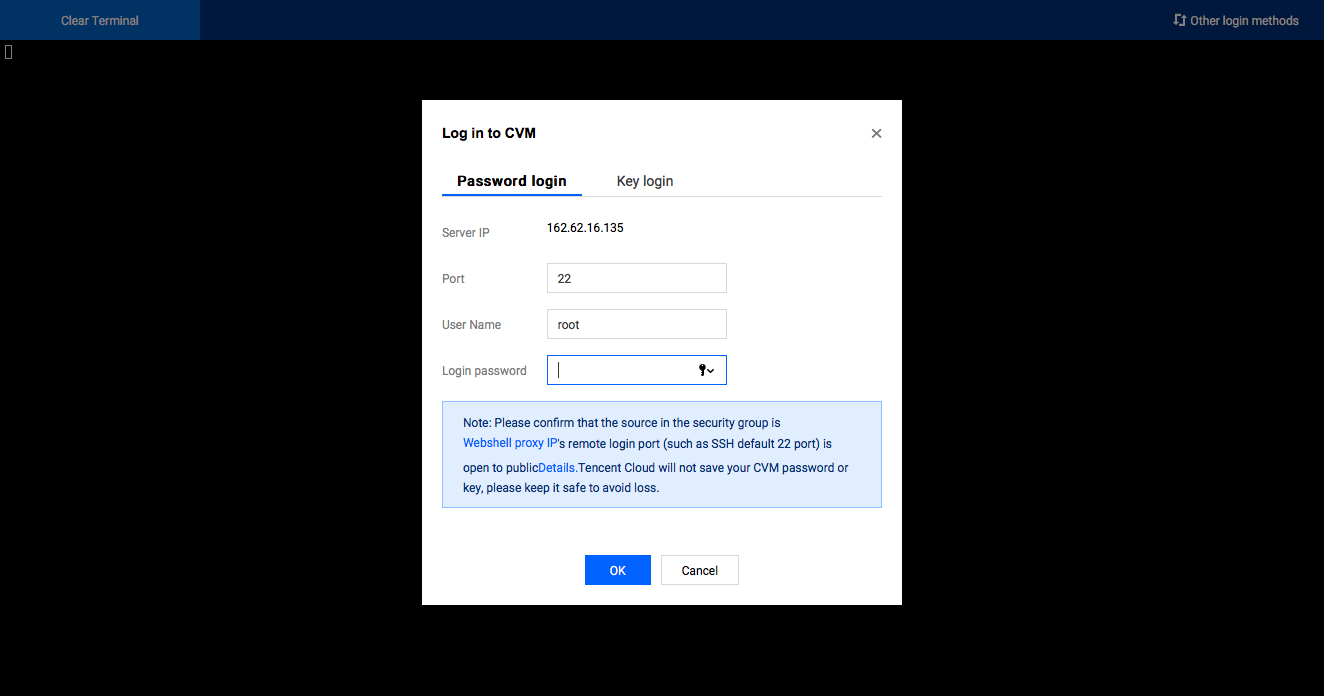 Clear Terminal
Other login methods
Log in to CVM
Password login
Key login
Server IP
162.62.16.135
Port
22
User Name
root
Login password
Note: Please confirm that the source in the security group is
Webshell proxy IP's remote login port (such as SSH default 22 port) is
open to publicDetails.Tencent Cloud will not save your CVM password or
key, please keep it safe to avoid loss.
OK
Cancel